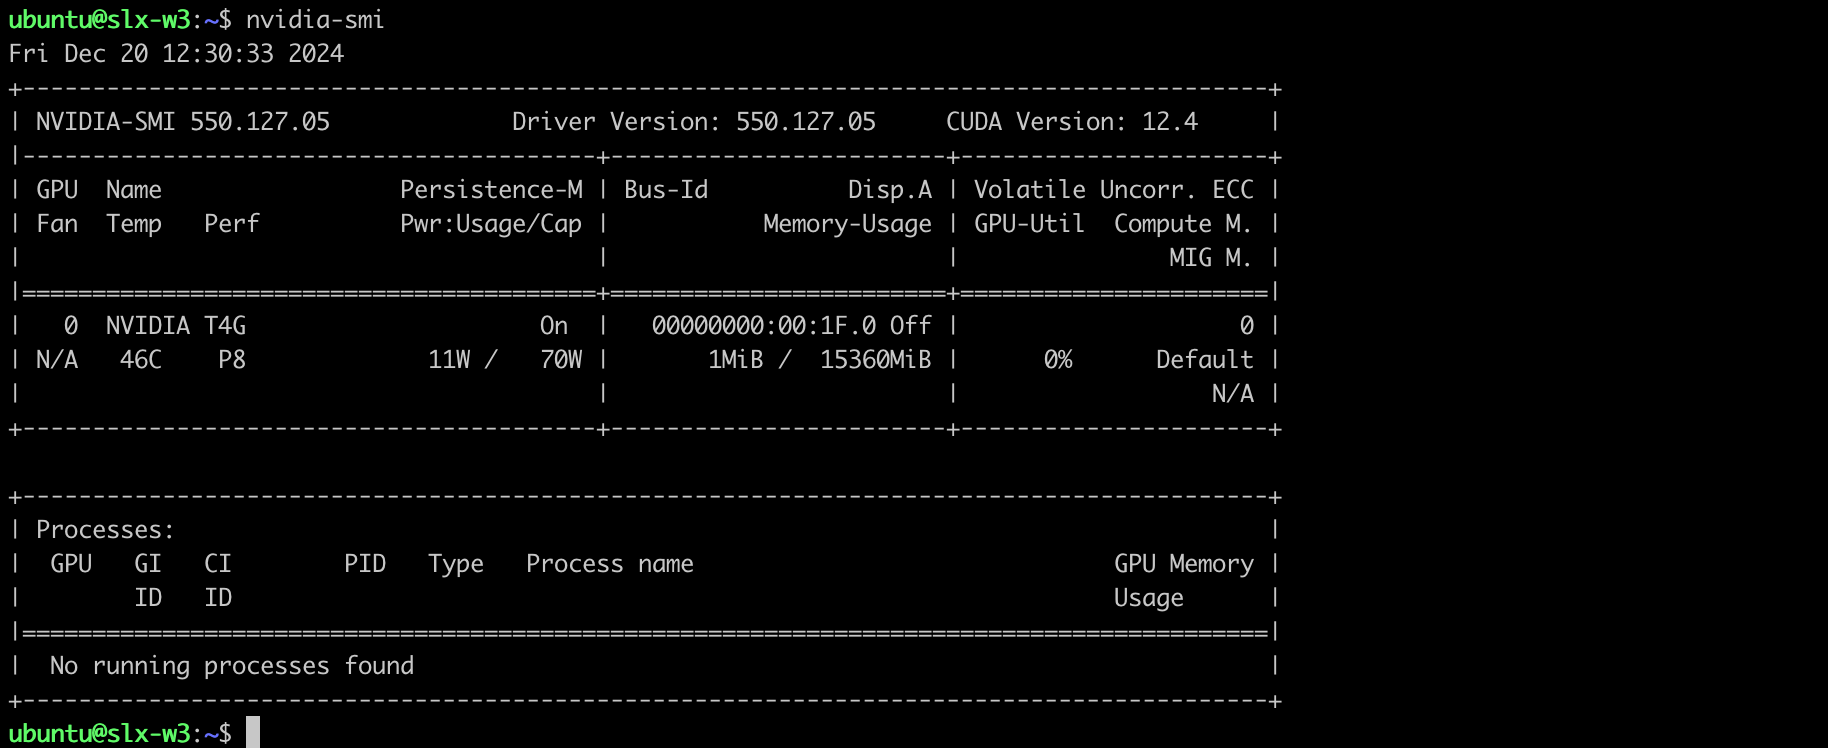 ubuntu@slx-w3:~$ nvidia-smi
Fri Dec 20 12:30:33 2024
+-----------------------------------------------------------------------------------------+
| NVIDIA-SMI 550.127.05             Driver Version: 550.127.05     CUDA Version: 12.4     |
|-----------------------------------------+------------------------+----------------------+
| GPU  Name                 Persistence-M | Bus-Id          Disp.A | Volatile Uncorr. ECC |
| Fan  Temp   Perf          Pwr:Usage/Cap |           Memory-Usage | GPU-Util  Compute M. |
|                                         |                        |               MIG M. |
|=========================================+========================+======================|
|   0  NVIDIA T4G                     On  |   00000000:00:1F.0 Off |                    0 |
| N/A   46C    P8              11W /   70W |       1MiB /  15360MiB |      0%      Default |
|                                         |                        |                  N/A |
+-----------------------------------------+------------------------+----------------------+

+-----------------------------------------------------------------------------------------+
| Processes:                                                                              |
|  GPU   GI   CI        PID   Type   Process name                              GPU Memory |
|        ID   ID                                                               Usage      |
|=========================================================================================|
|  No running processes found                                                             |
+-----------------------------------------------------------------------------------------+
ubuntu@slx-w3:~$